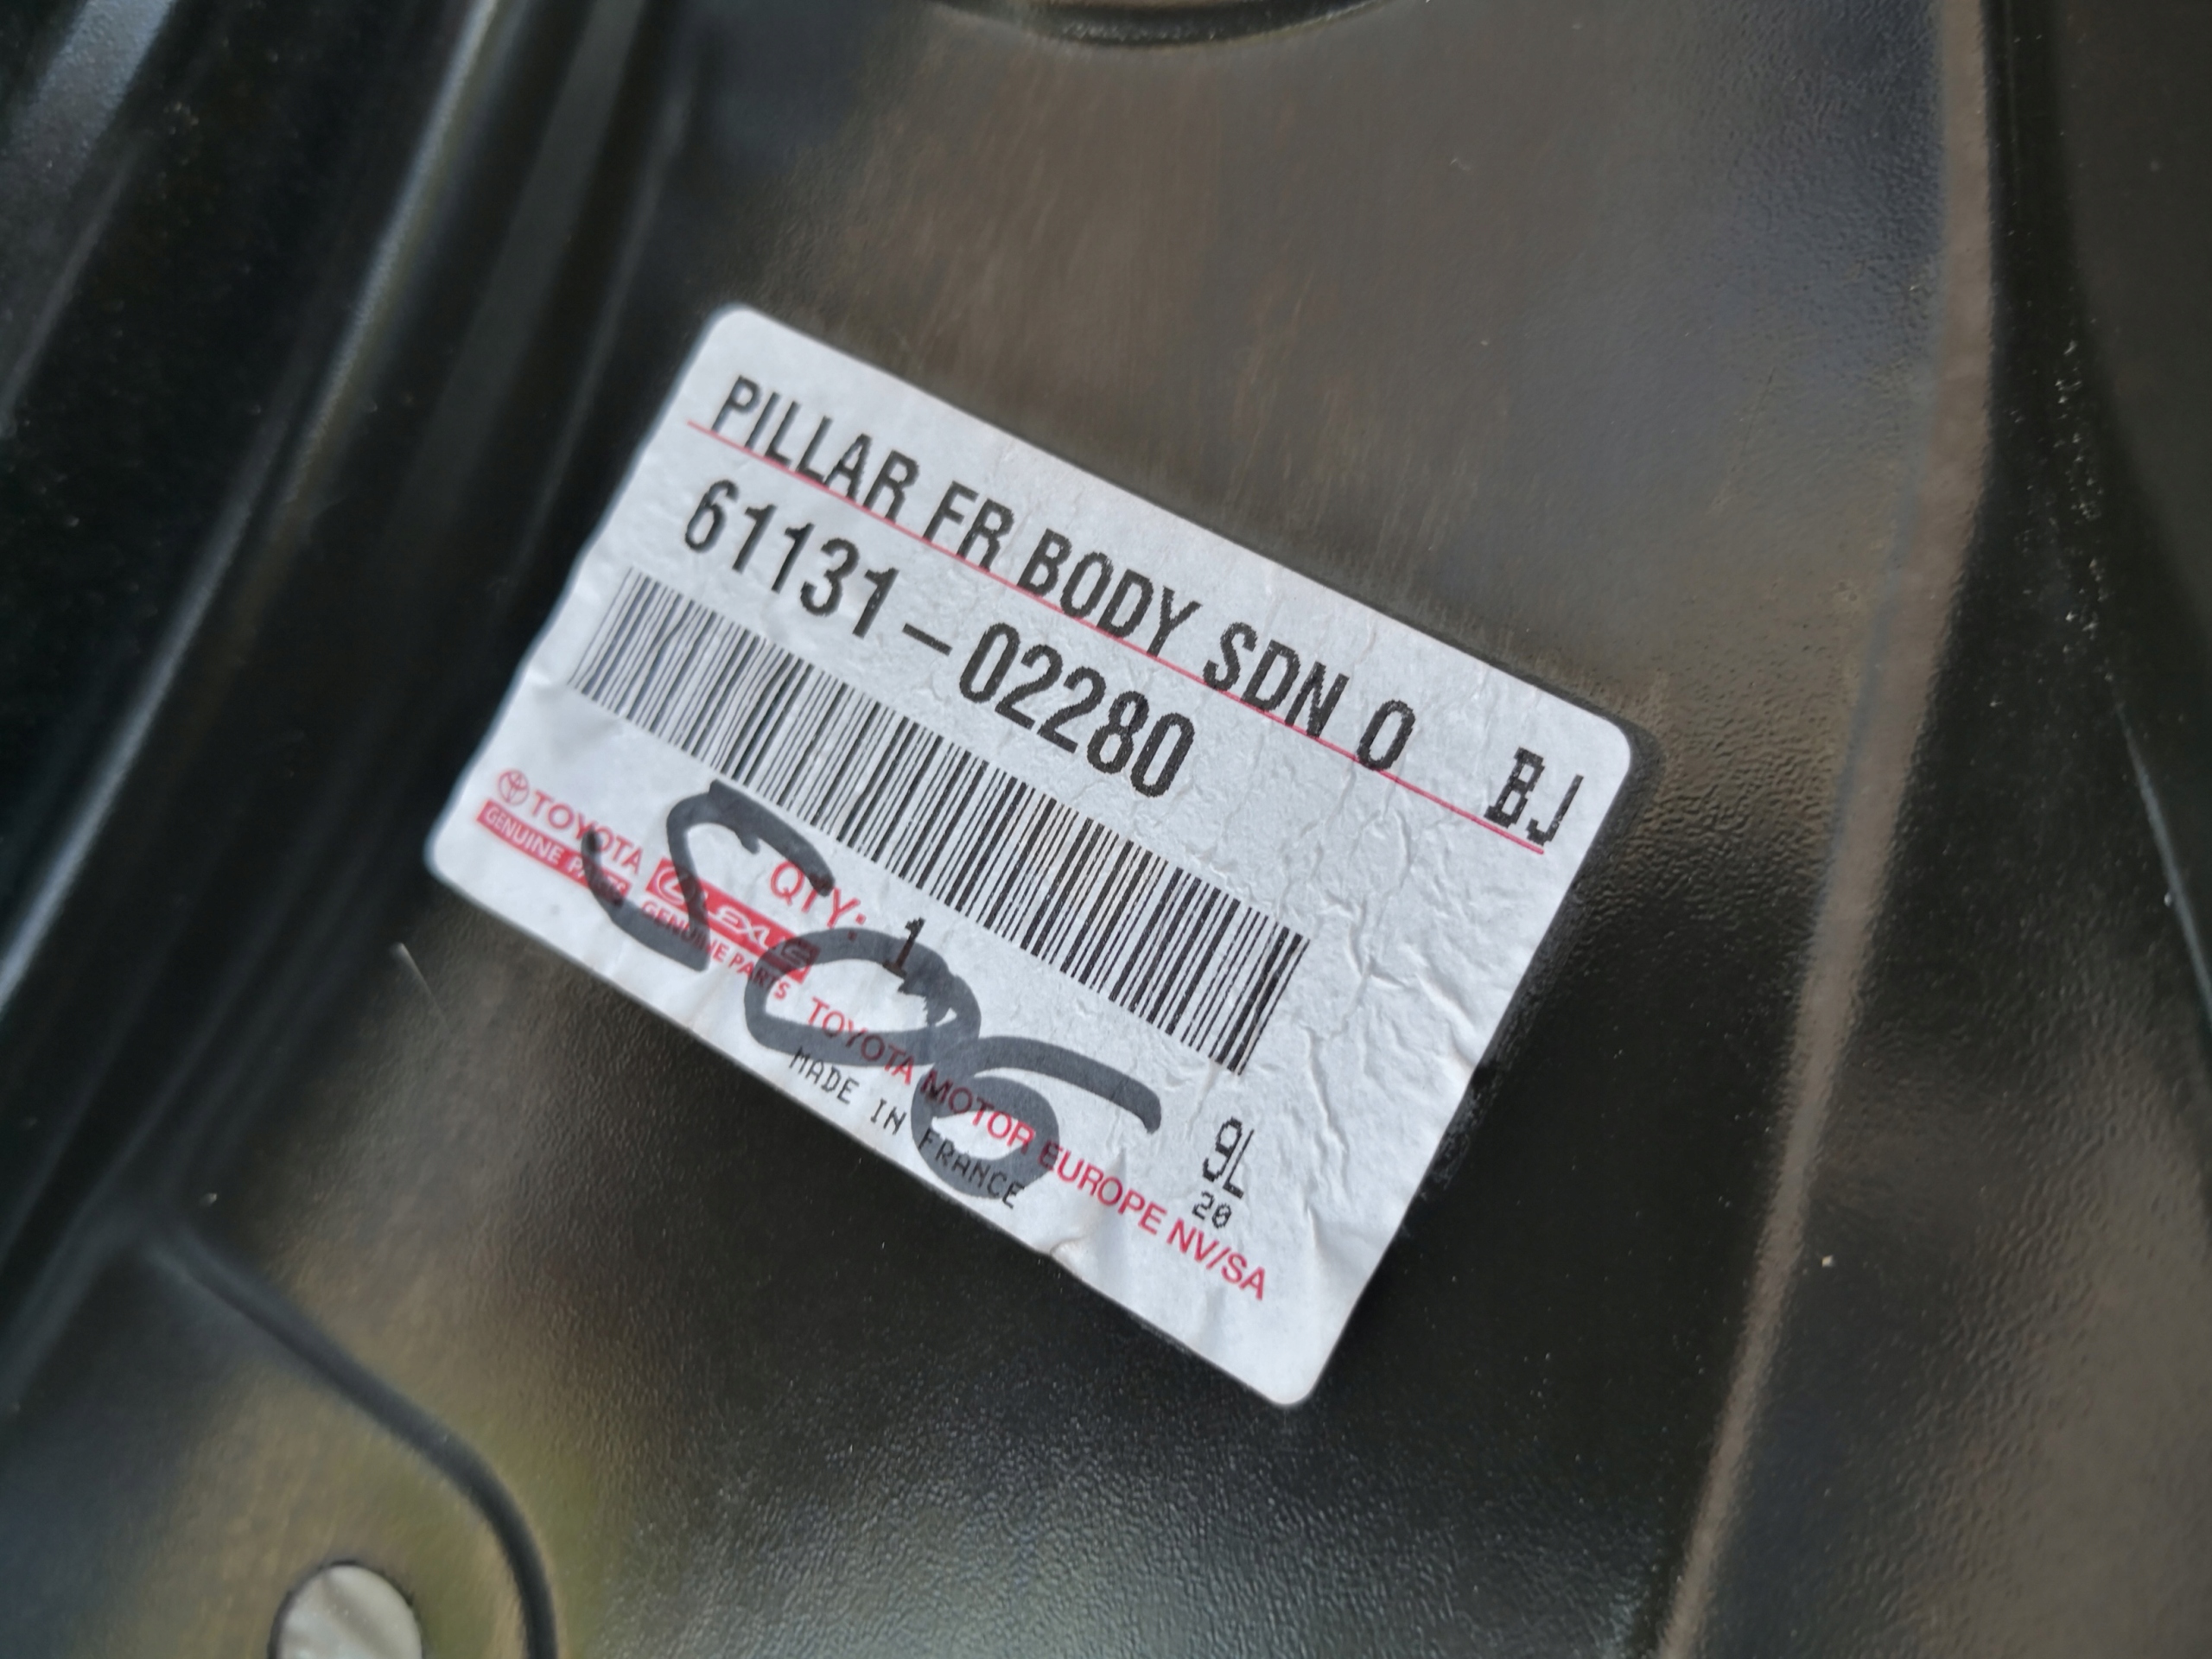 PILLAR FR BODY SDN O BJ
61131-02280
QTY: 1
TOYOTA
GENUINE PARTS
LEXUS
GENUINE PARTS
506
9L
20
TOYOTA MOTOR EUROPE NV/SA
MADE IN FRANCE